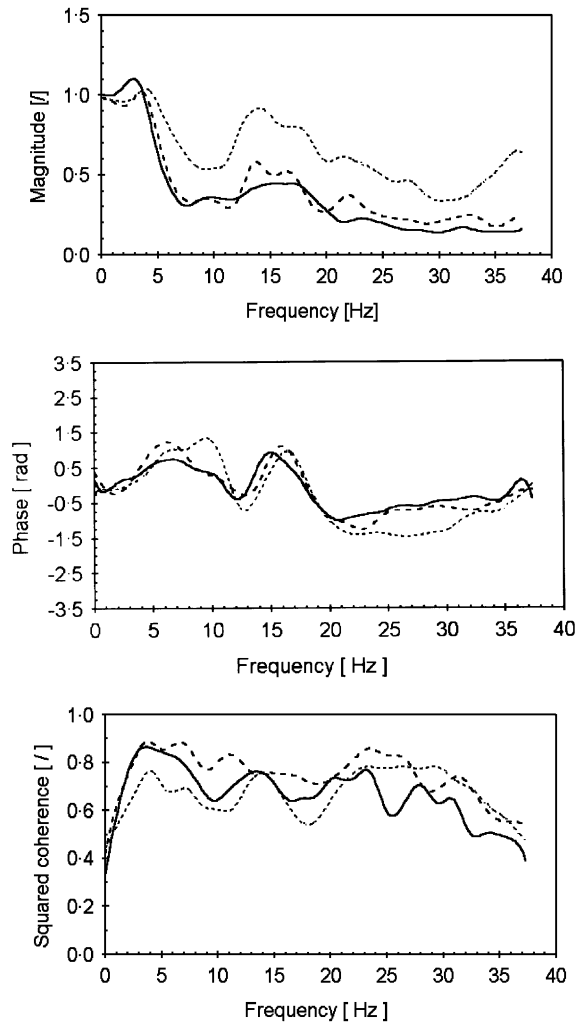 1·5
1·0
0·5
0·0
Magnitude [/]
0 5 10 15 20 25 30 35 40
Frequency [Hz]
3·5
2·5
1·5
0·5
-0·5
-1·5
-2·5
-3·5
Phase [ rad ]
0 5 10 15 20 25 30 35 40
Frequency [ Hz ]
1·0
0·8
0·6
0·4
0·2
0·0
Squared coherence [ / ]
0 5 10 15 20 25 30 35 40
Frequency [ Hz ]